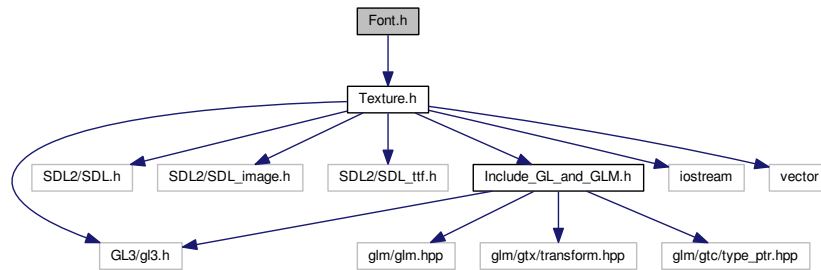 Font.h
Texture.h
SDL2/SDL.h
SDL2/SDL_image.h
SDL2/SDL_ttf.h
Include_GL_and_GLM.h
iostream
vector
GL3/gl3.h
glm/glm.hpp
glm/gtx/transform.hpp
glm/gtc/type_ptr.hpp